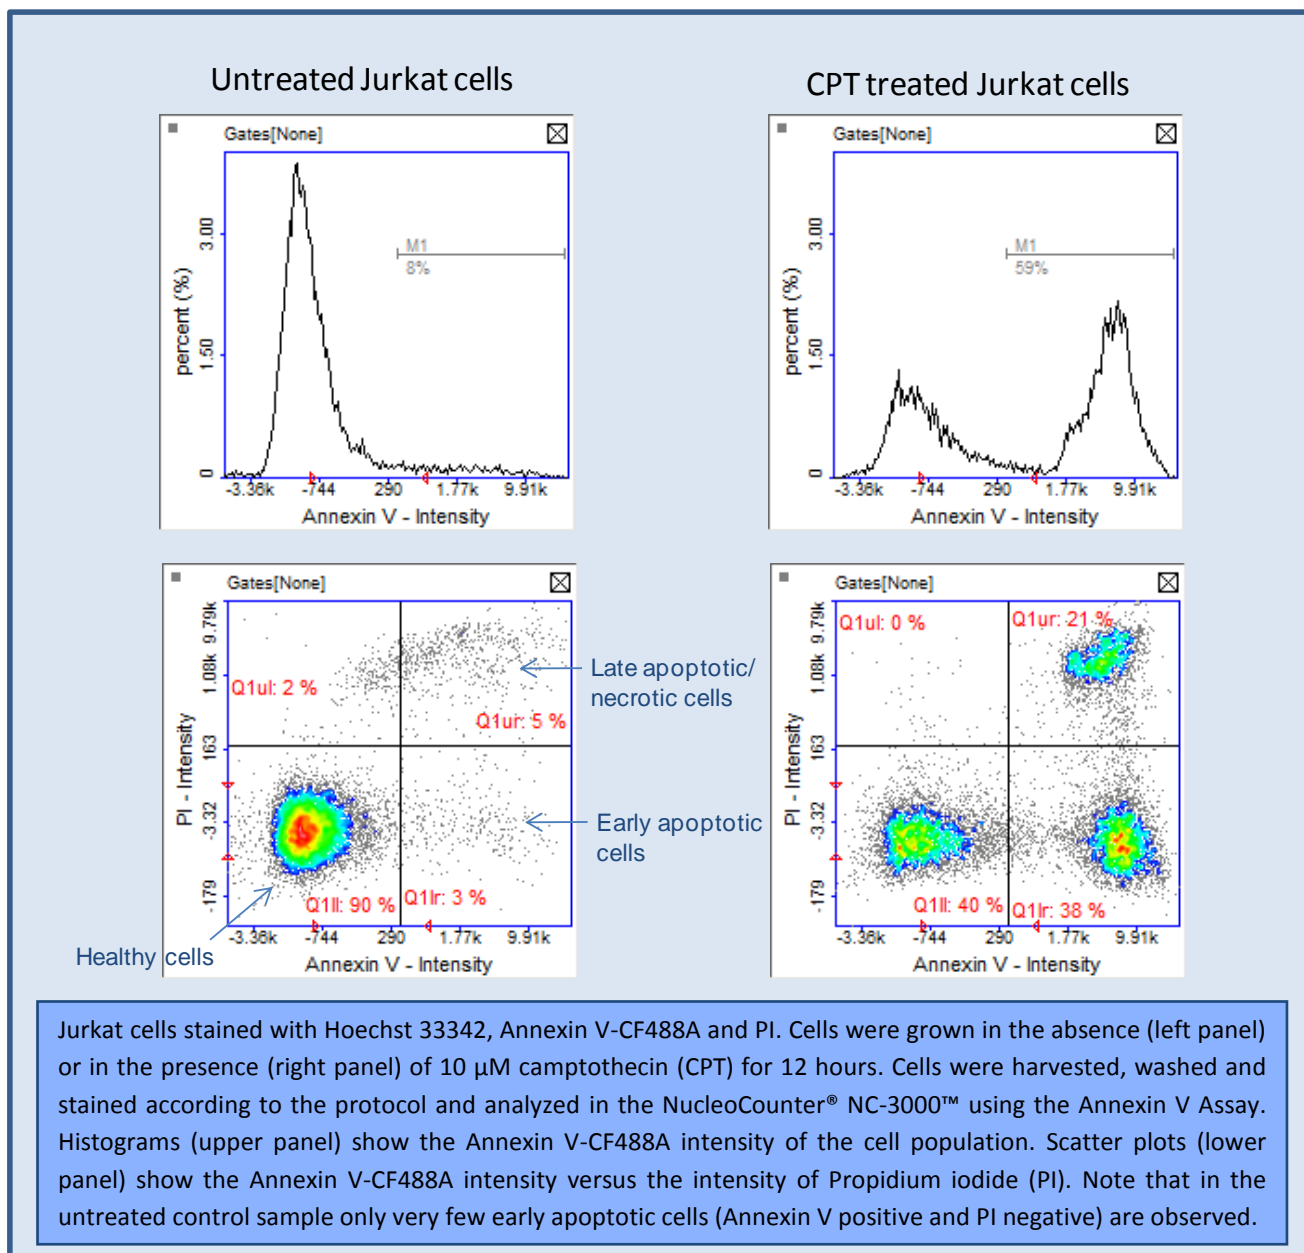 Untreated Jurkat cells
CPT treated Jurkat cells
Gates[None]
percent (%)
3.00
1.50
0
M1
8%
-3.36k -744 290 1.77k 9.91k
Annexin V - Intensity
Gates[None]
percent (%)
3.00
1.50
0
M1
59%
-3.36k -744 290 1.77k 9.91k
Annexin V - Intensity
Gates[None]
PI - Intensity
9.79k
1.08k
163
-3.32
-179
Q1ul: 2 %
Q1ur: 5 %
Q1ll: 90 %
Q1lr: 3 %
-3.36k -744 290 1.77k 9.91k
Annexin V - Intensity
Late apoptotic/
necrotic cells
Early apoptotic
cells
Healthy cells
Gates[None]
PI - Intensity
9.79k
1.08k
163
-3.32
-179
Q1ul: 0 %
Q1ur: 21 %
Q1ll: 40 %
Q1lr: 38 %
-3.36k -744 290 1.77k 9.91k
Annexin V - Intensity
Jurkat cells stained with Hoechst 33342, Annexin V-CF488A and PI. Cells were grown in the absence (left panel)
or in the presence (right panel) of 10 µM camptothecin (CPT) for 12 hours. Cells were harvested, washed and
stained according to the protocol and analyzed in the NucleoCounter® NC-3000™ using the Annexin V Assay.
Histograms (upper panel) show the Annexin V-CF488A intensity of the cell population. Scatter plots (lower
panel) show the Annexin V-CF488A intensity versus the intensity of Propidium iodide (PI). Note that in the
untreated control sample only very few early apoptotic cells (Annexin V positive and PI negative) are observed.